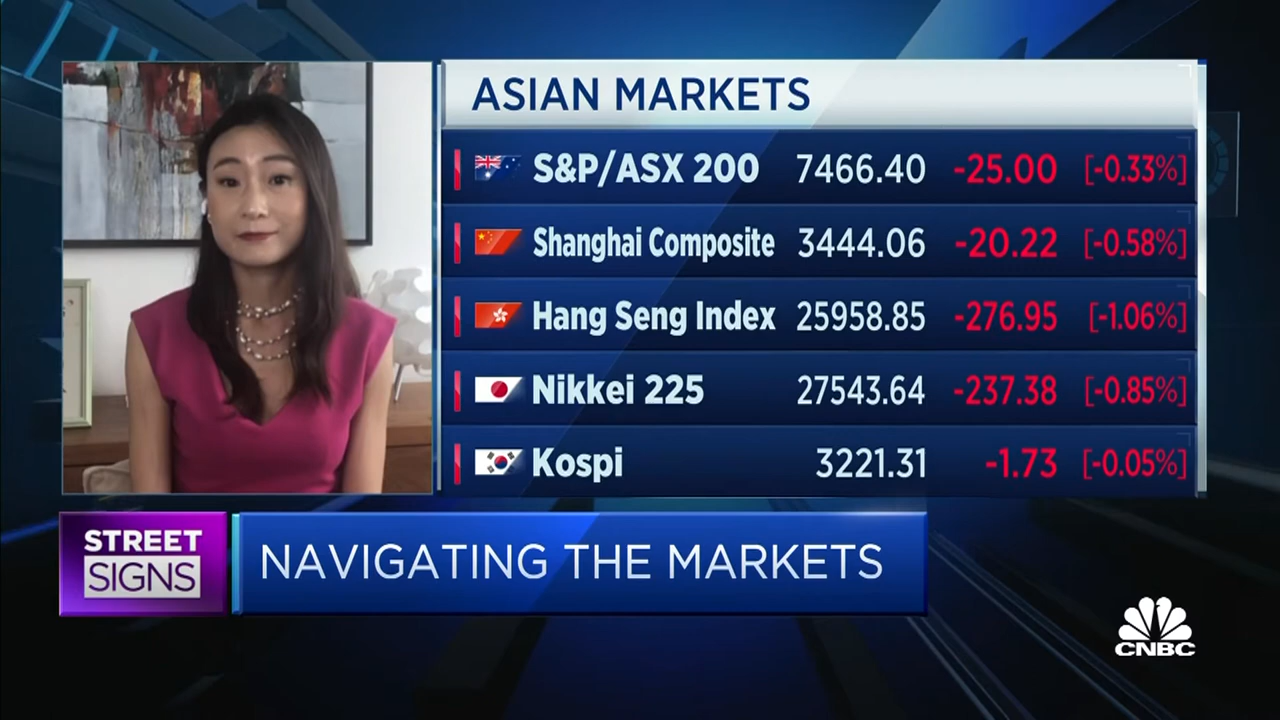 ASIAN MARKETS
S&P/ASX 200 7466.40 -25.00 [-0.33%]
Shanghai Composite 3444.06 -20.22 [-0.58%]
Hang Seng Index 25958.85 -276.95 [-1.06%]
Nikkei 225 27543.64 -237.38 [-0.85%]
Kospi 3221.31 -1.73 [-0.05%]
STREET
SIGNS
NAVIGATING THE MARKETS
CNBC